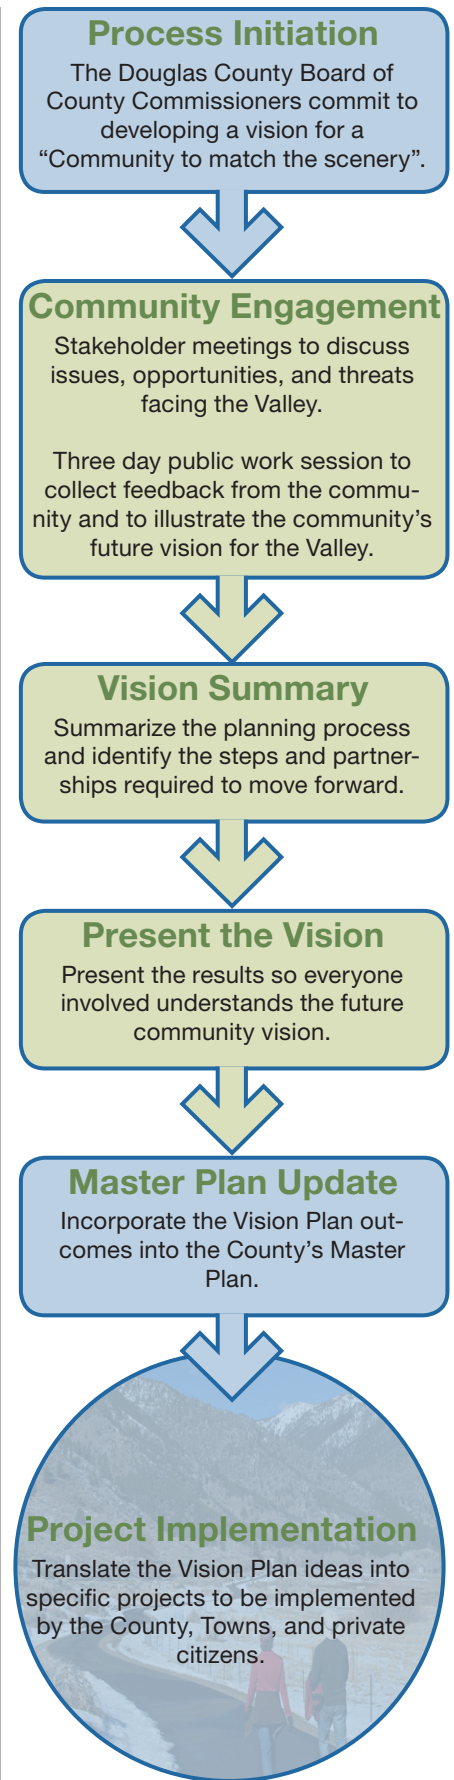 Process Initiation
The Douglas County Board of
County Commissioners commit to
developing a vision for a
“Community to match the scenery”.
Community Engagement
Stakeholder meetings to discuss
issues, opportunities, and threats
facing the Valley.
Three day public work session to
collect feedback from the commu-
nity and to illustrate the community’s
future vision for the Valley.
Vision Summary
Summarize the planning process
and identify the steps and partner-
ships required to move forward.
Present the Vision
Present the results so everyone
involved understands the future
community vision.
Master Plan Update
Incorporate the Vision Plan out-
comes into the County’s Master
Plan.
Project Implementation
Translate the Vision Plan ideas into
specific projects to be implemented
by the County, Towns, and private
citizens.